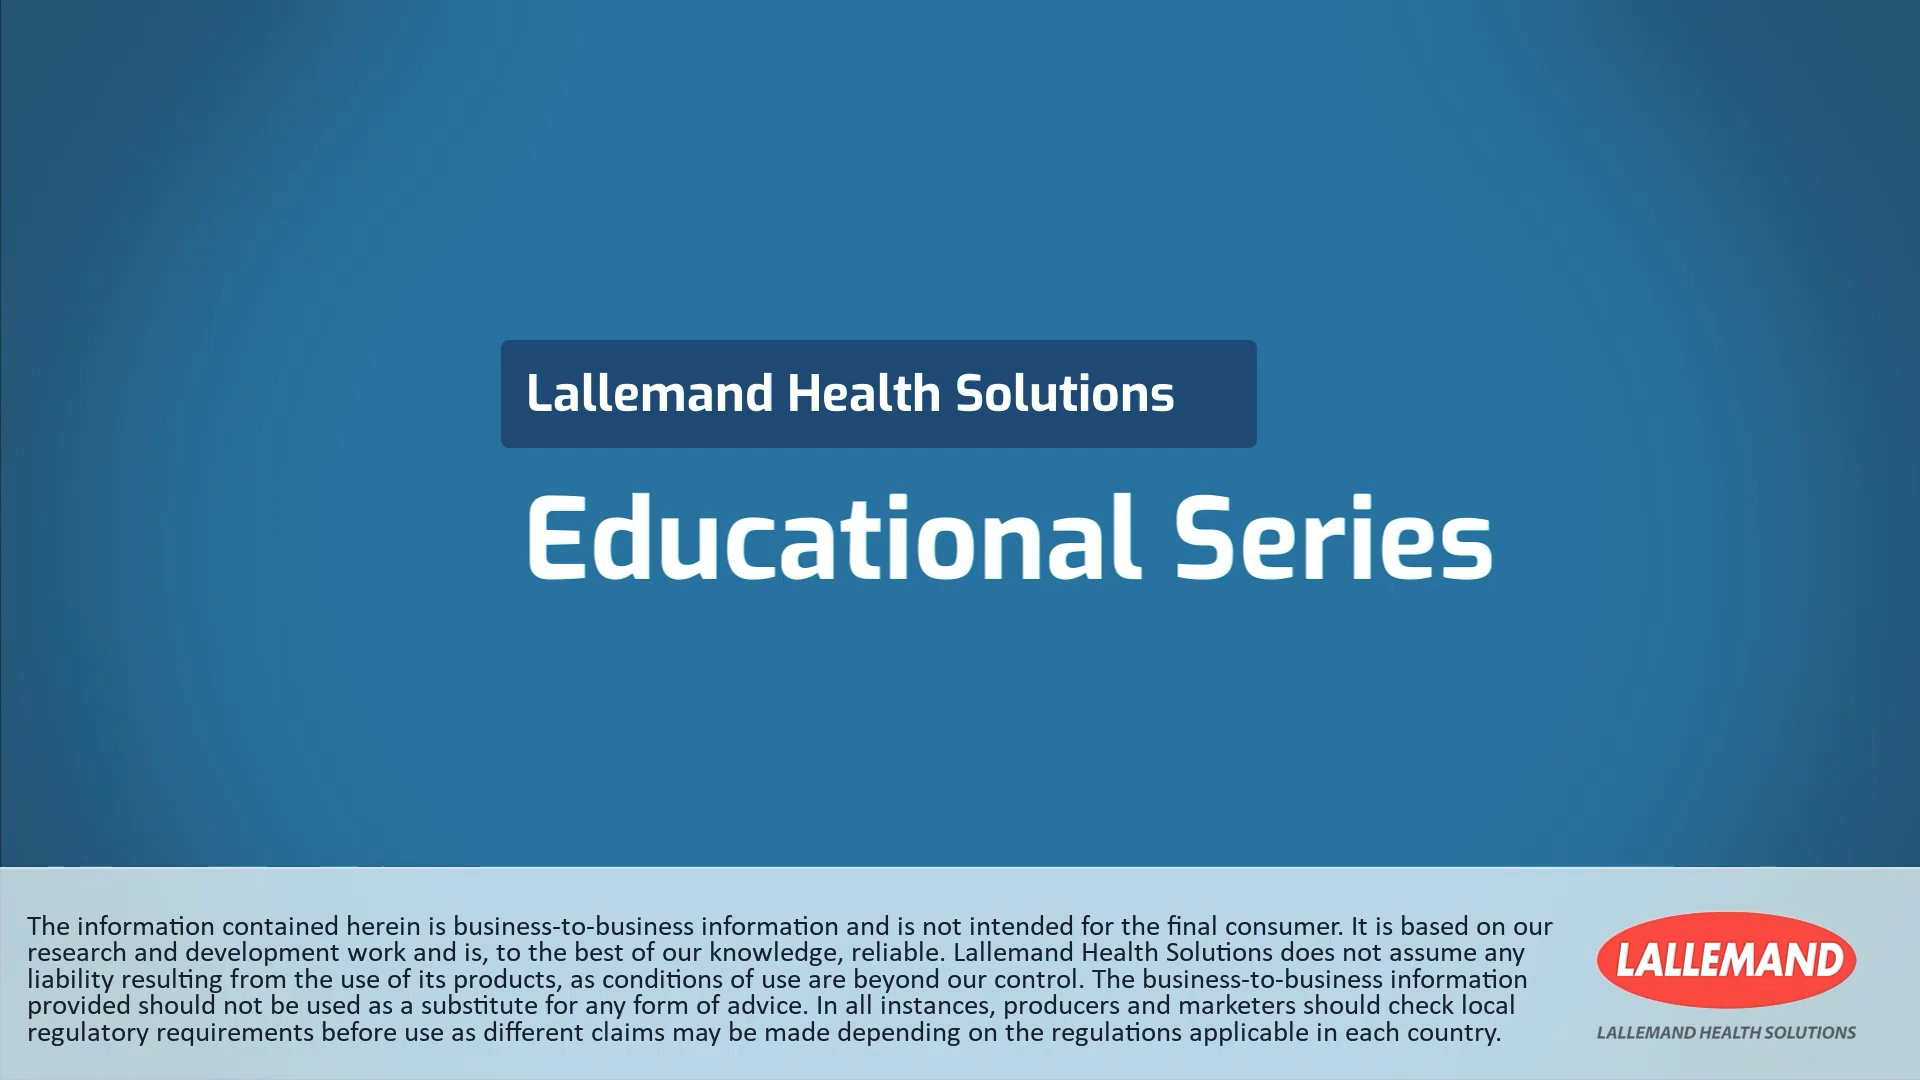 Lallemand Health Solutions
Educational Series
The information contained herein is business-to-business information and is not intended for the final consumer. It is based on our
research and development work and is, to the best of our knowledge, reliable. Lallemand Health Solutions does not assume any
liability resulting from the use of its products, as conditions of use are beyond our control. The business-to-business information
provided should not be used as a substitute for any form of advice. In all instances, producers and marketers should check local
regulatory requirements before use as different claims may be made depending on the regulations applicable in each country.
LALLEMAND
LALLEMAND HEALTH SOLUTIONS